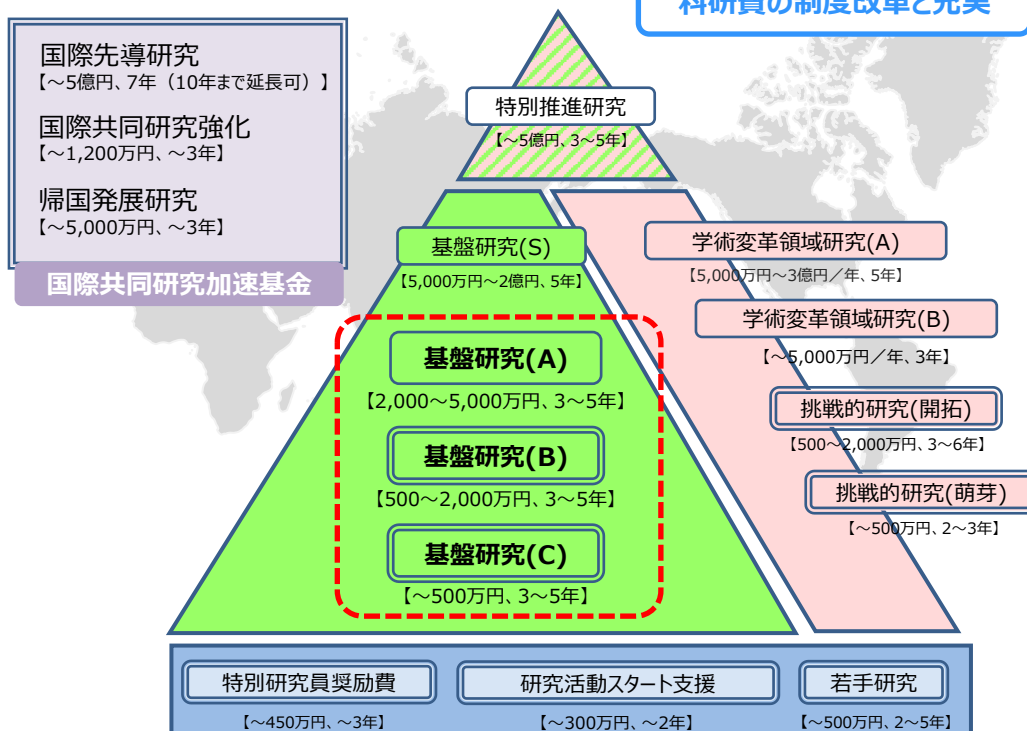 科研費の制度改革と充実
国際先導研究
【～5億円、7年（10年まで延長可）】
国際共同研究強化
【～1,200万円、～3年】
帰国発展研究
【～5,000万円、～3年】
国際共同研究加速基金
特別推進研究
【～5億円、3～5年】
基盤研究(S)
【5,000万円～2億円、5年】
基盤研究(A)
【2,000～5,000万円、3～5年】
基盤研究(B)
【500～2,000万円、3～5年】
基盤研究(C)
【～500万円、3～5年】
学術変革領域研究(A)
【5,000万円～3億円／年、5年】
学術変革領域研究(B)
【～5,000万円／年、3年】
挑戦的研究(開拓)
【500～2,000万円、3～6年】
挑戦的研究(萌芽)
【～500万円、2～3年】
特別研究員奨励費
【～450万円、～3年】
研究活動スタート支援
【～300万円、～2年】
若手研究
【～500万円、2～5年】